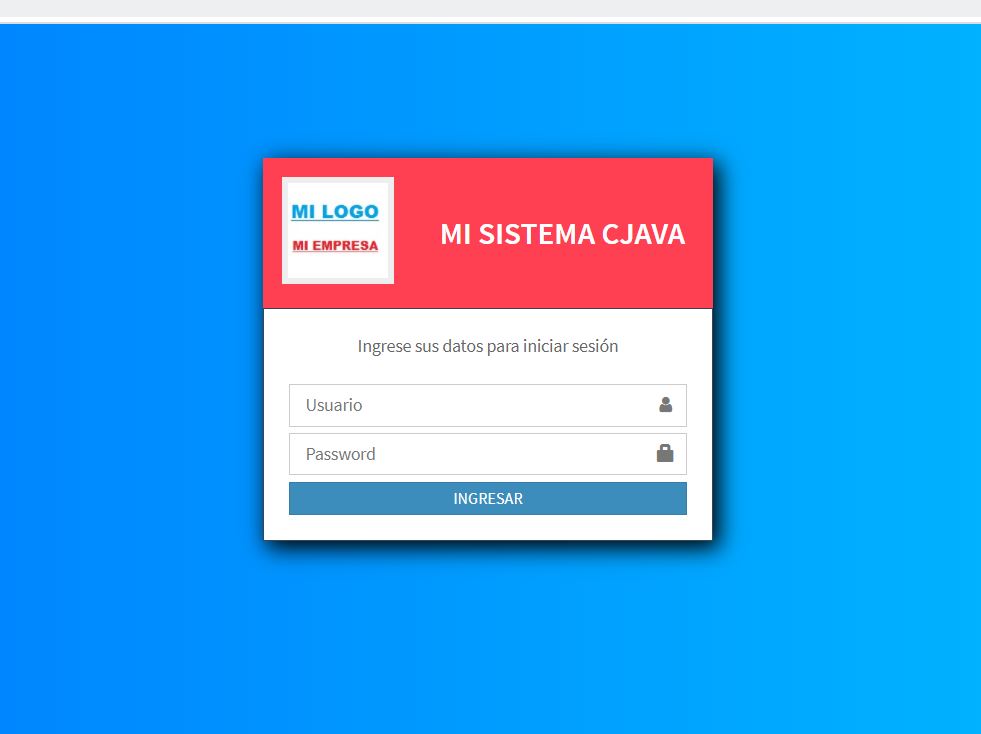 MI LOGO
MI EMPRESA
MI SISTEMA CJAVA
Ingrese sus datos para iniciar sesión
Usuario
Password
INGRESAR